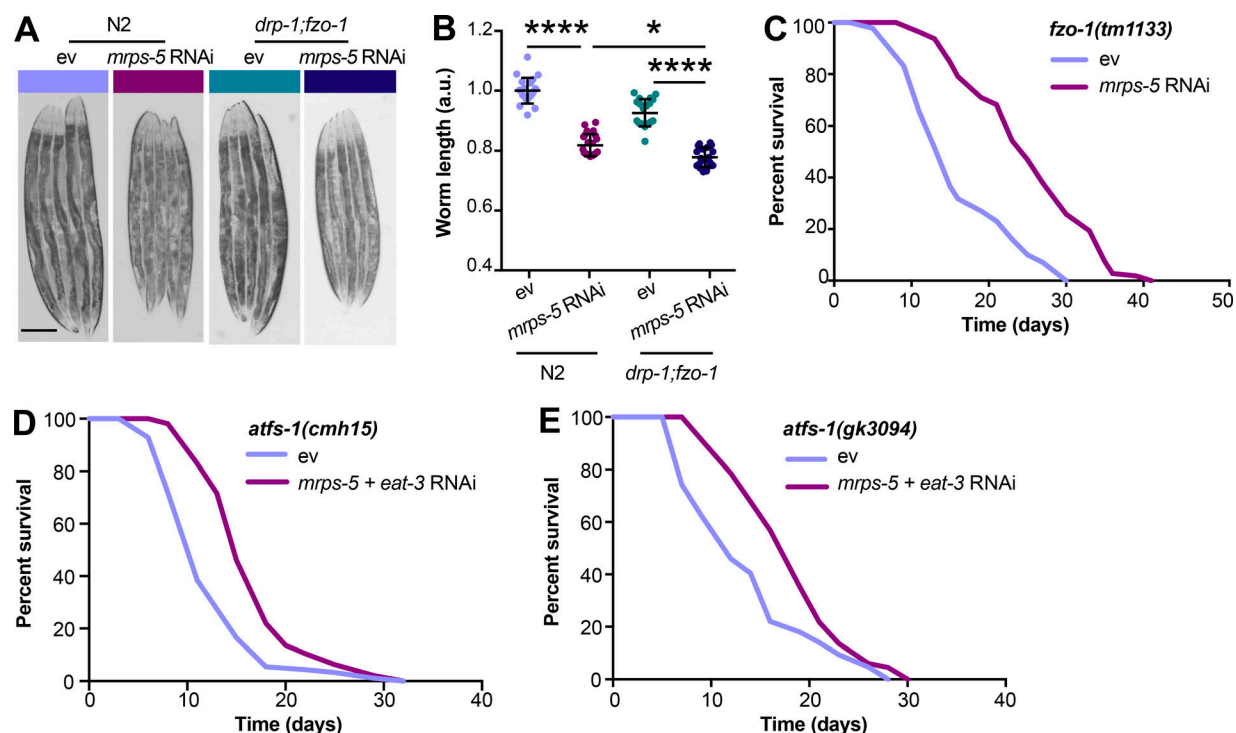 A
N2
drp-1;fzo-1
ev
mrps-5 RNAi
ev
mrps-5 RNAi
B
****
*
****
1.2
1.0
0.8
0.6
0.4
Worm length (a.u.)
ev
mrps-5 RNAi
ev
mrps-5 RNAi
N2
drp-1;fzo-1
C
fzo-1(tm1133)
ev
mrps-5 RNAi
100
80
60
40
20
0
Percent survival
0 10 20 30 40 50
Time (days)
D
atfs-1(cmh15)
ev
mrps-5 + eat-3 RNAi
100
80
60
40
20
0
Percent survival
0 10 20 30 40
Time (days)
E
atfs-1(gk3094)
ev
mrps-5 + eat-3 RNAi
100
80
60
40
20
0
Percent survival
0 10 20 30 40
Time (days)